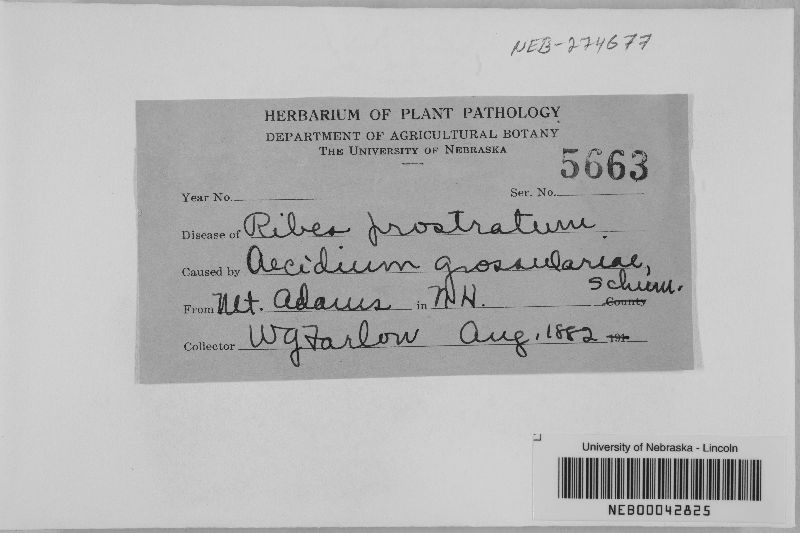 NEB-274677
HERBARIUM OF PLANT PATHOLOGY
DEPARTMENT OF AGRICULTURAL BOTANY
THE UNIVERSITY OF NEBRASKA
5663
Year No. Ser. No.
Disease of Ribes prostratum.
Caused by Aecidium grossulariae,
Schum.
From Mt. Adams in N.H. County
Collector W G Farlow Aug. 1882 191
University of Nebraska - Lincoln
NEB00042825